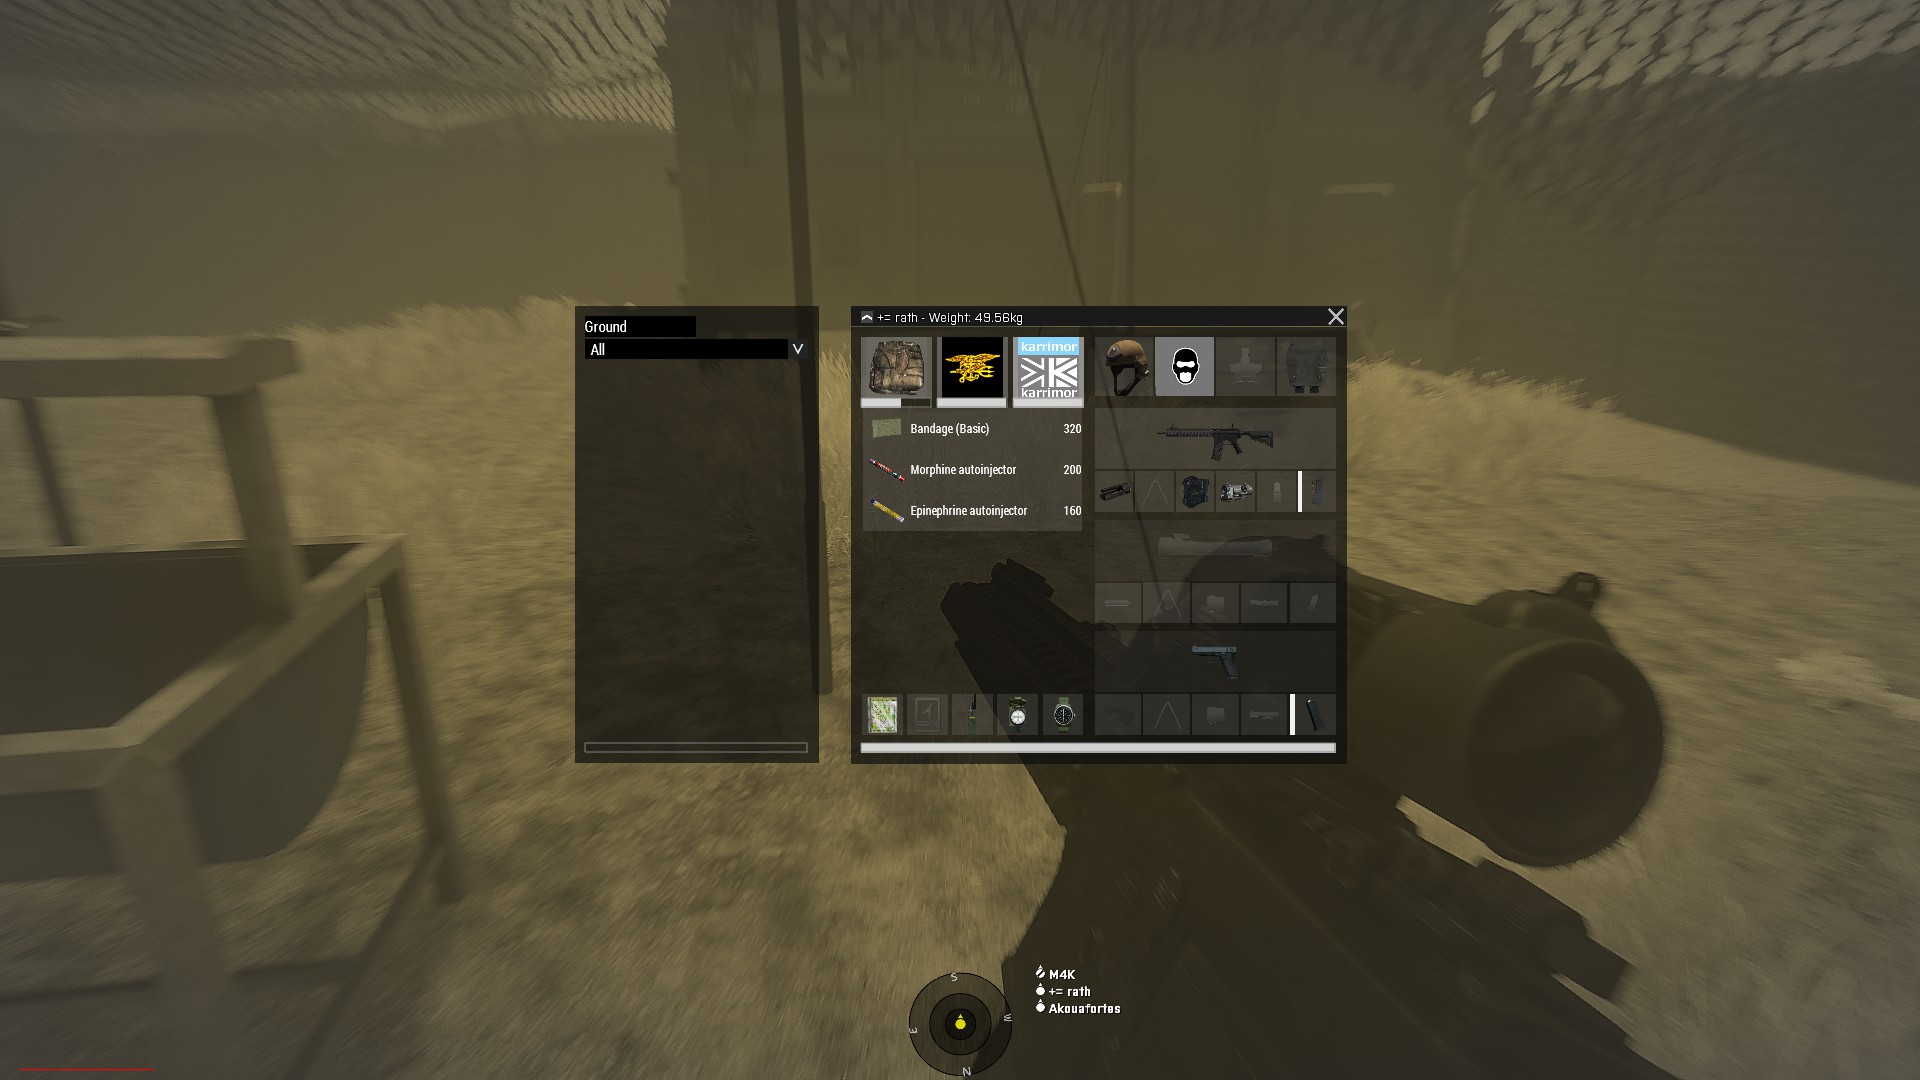 Ground
All
+= rath - Weight: 49.56kg
karrimor
karrimor
Bandage (Basic) 320
Morphine autoinjector 200
Epinephrine autoinjector 160
S
E
W
N
M4K
+= rath
Akouafortes